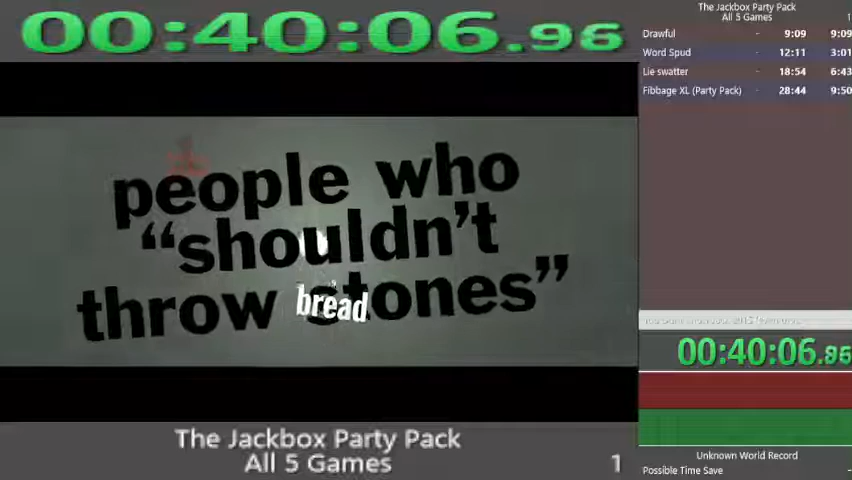 00:40:06.96
people who
“shouldn’t
throw stones”
bread
The Jackbox Party Pack
All 5 Games 1
The Jackbox Party Pack
All 5 Games 1
Drawful - 9:09 9:09
Word Spud - 12:11 3:01
Lie swatter - 18:54 6:43
Fibbage XL (Party Pack) - 28:44 9:50
00:40:06.96
Unknown World Record
Possible Time Save -